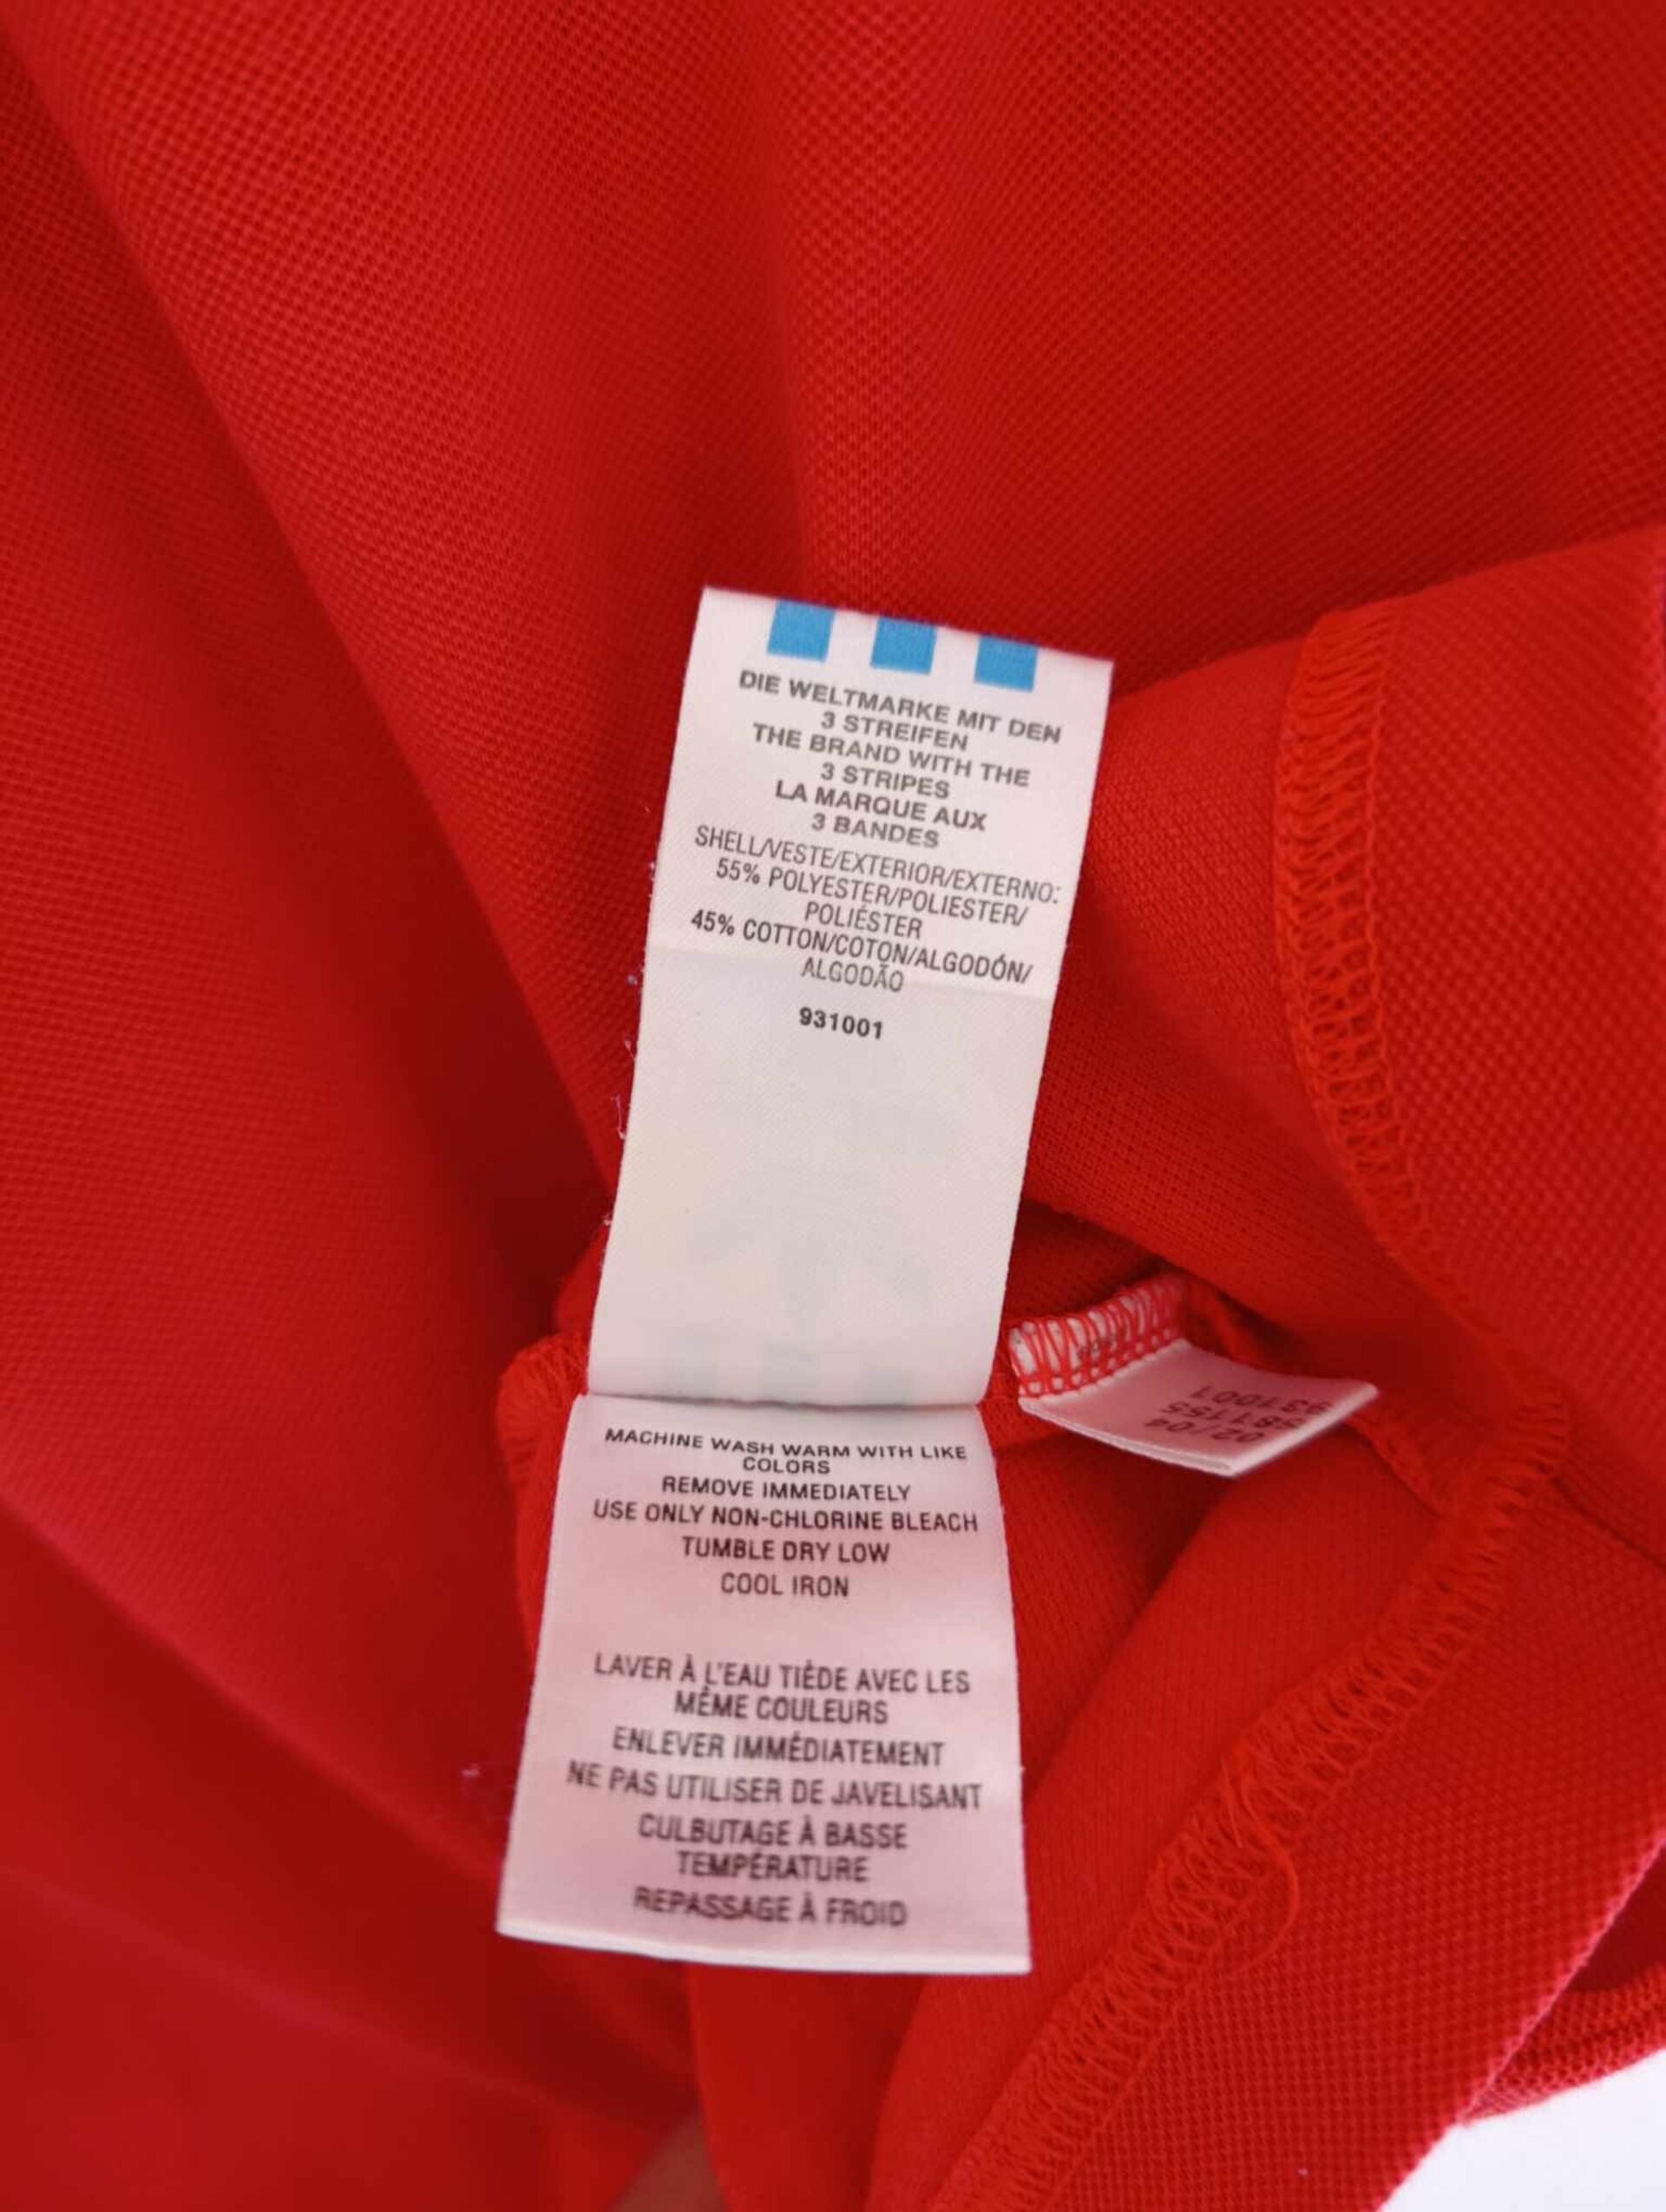 DIE WELTMARKE MIT DEN
3 STREIFEN
THE BRAND WITH THE
3 STRIPES
LA MARQUE AUX
3 BANDES
SHELL/VESTE/EXTERIOR/EXTERNO:
55% POLYESTER/POLIESTER/
POLIÉSTER
45% COTTON/COTON/ALGODÓN/
ALGODÃO
931001
MACHINE WASH WARM WITH LIKE
COLORS
REMOVE IMMEDIATELY
USE ONLY NON-CHLORINE BLEACH
TUMBLE DRY LOW
COOL IRON
LAVER À L'EAU TIÈDE AVEC LES
MÊME COULEURS
ENLEVER IMMÉDIATEMENT
NE PAS UTILISER DE JAVELISANT
CULBUTAGE À BASSE
TEMPÉRATURE
REPASSAGE À FROID
02/04
581155
931001